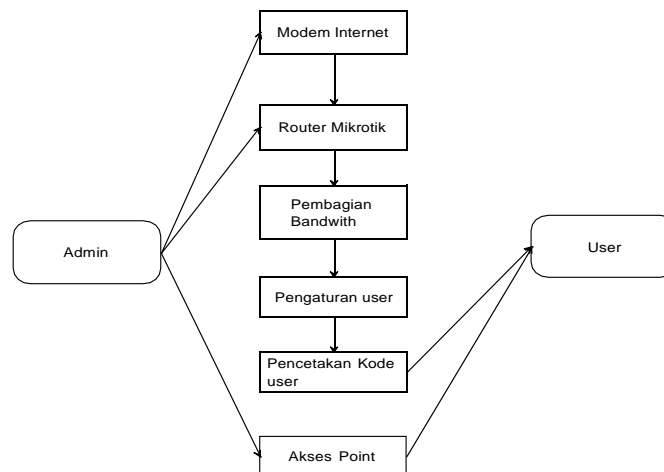 Modem Internet
Router Mikrotik
Pembagian
Bandwith
Admin
User
Pengaturan user
Pencetakan Kode
user
Akses Point